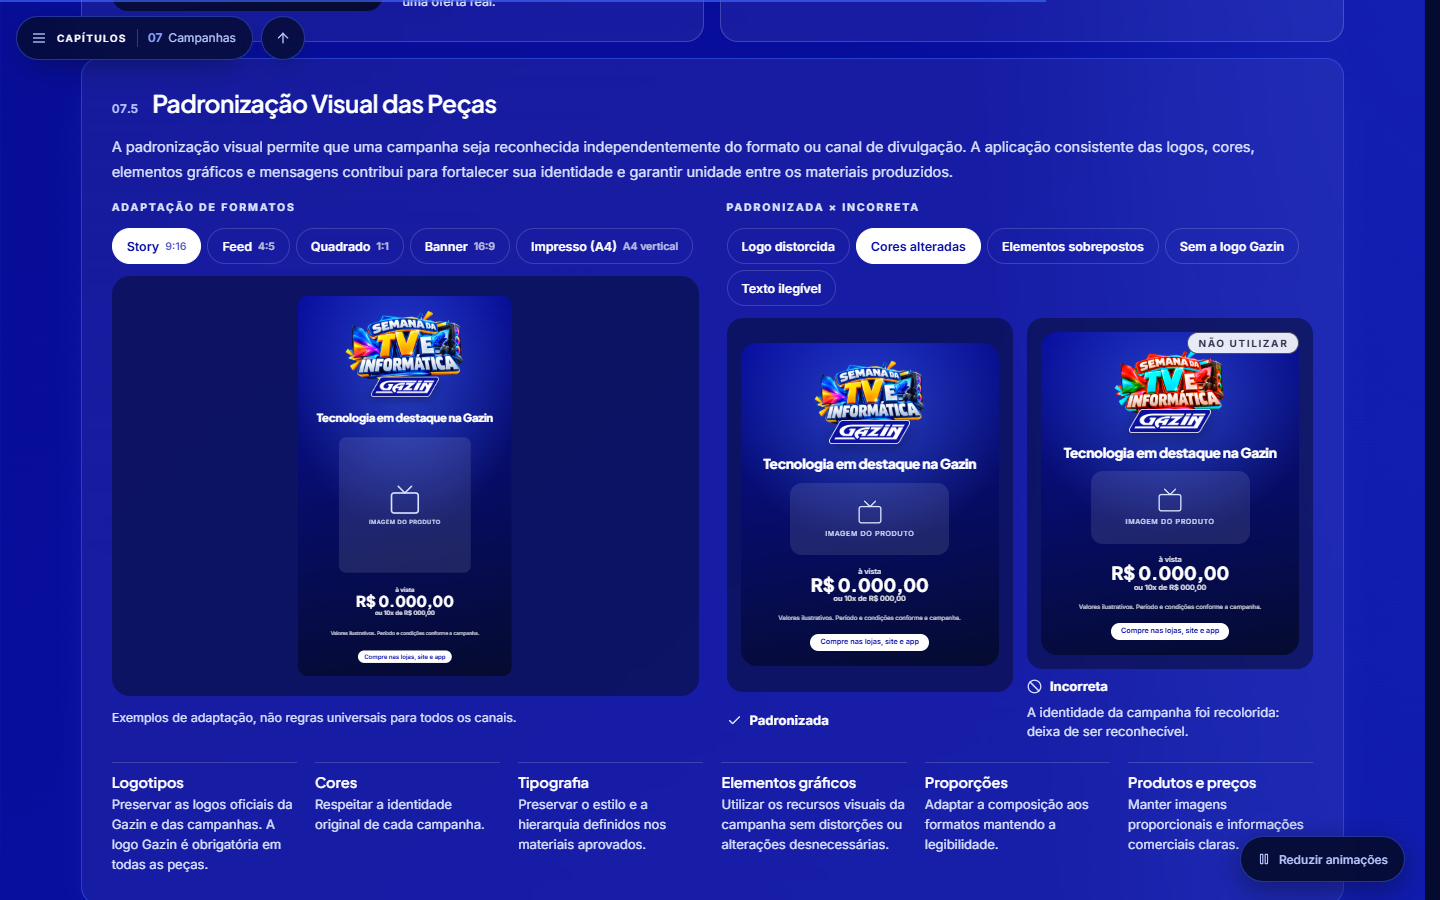 uma oferta real.
CAPÍTULOS
07 Campanhas
07.5 Padronização Visual das Peças
A padronização visual permite que uma campanha seja reconhecida independentemente do formato ou canal de divulgação. A aplicação consistente das logos, cores,
elementos gráficos e mensagens contribui para fortalecer sua identidade e garantir unidade entre os materiais produzidos.
ADAPTAÇÃO DE FORMATOS
Story 9:16
Feed 4:5
Quadrado 1:1
Banner 16:9
Impresso (A4) A4 vertical
SEMANA DA
TV E
INFORMÁTICA
GAZIN
Tecnologia em destaque na Gazin
IMAGEM DO PRODUTO
à vista
R$ 0.000,00
ou 10x de R$ 000,00
Valores ilustrativos. Período e condições conforme a campanha.
Compre nas lojas, site e app
Exemplos de adaptação, não regras universais para todos os canais.
PADRONIZADA × INCORRETA
Logo distorcida
Cores alteradas
Elementos sobrepostos
Sem a logo Gazin
Texto ilegível
SEMANA DA
TV E
INFORMÁTICA
GAZIN
Tecnologia em destaque na Gazin
IMAGEM DO PRODUTO
à vista
R$ 0.000,00
ou 10x de R$ 000,00
Valores ilustrativos. Período e condições conforme a campanha.
Compre nas lojas, site e app
Padronizada
NÃO UTILIZAR
SEMANA DA
TV E
INFORMÁTICA
GAZIN
Tecnologia em destaque na Gazin
IMAGEM DO PRODUTO
à vista
R$ 0.000,00
ou 10x de R$ 000,00
Valores ilustrativos. Período e condições conforme a campanha.
Compre nas lojas, site e app
Incorreta
A identidade da campanha foi recolorida:
deixa de ser reconhecível.
Logotipos
Preservar as logos oficiais da
Gazin e das campanhas. A
logo Gazin é obrigatória em
todas as peças.
Cores
Respeitar a identidade
original de cada campanha.
Tipografia
Preservar o estilo e a
hierarquia definidos nos
materiais aprovados.
Elementos gráficos
Utilizar os recursos visuais da
campanha sem distorções ou
alterações desnecessárias.
Proporções
Adaptar a composição aos
formatos mantendo a
legibilidade.
Produtos e preços
Manter imagens
proporcionais e informações
comerciais claras.
Reduzir animações